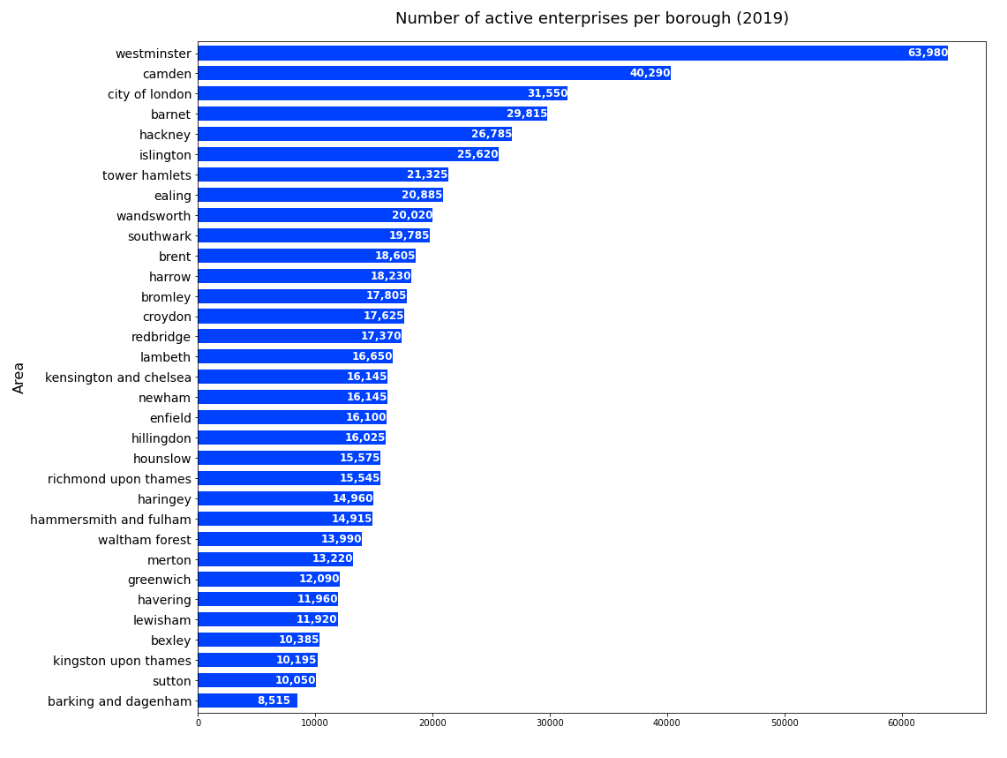 Number of active enterprises per borough (2019)
Area
westminster 63,980
camden 40,290
city of london 31,550
barnet 29,815
hackney 26,785
islington 25,620
tower hamlets 21,325
ealing 20,885
wandsworth 20,020
southwark 19,785
brent 18,605
harrow 18,230
bromley 17,805
croydon 17,625
redbridge 17,370
lambeth 16,650
kensington and chelsea 16,145
newham 16,145
enfield 16,100
hillingdon 16,025
hounslow 15,575
richmond upon thames 15,545
haringey 14,960
hammersmith and fulham 14,915
waltham forest 13,990
merton 13,220
greenwich 12,090
havering 11,960
lewisham 11,920
bexley 10,385
kingston upon thames 10,195
sutton 10,050
barking and dagenham 8,515
0 10000 20000 30000 40000 50000 60000